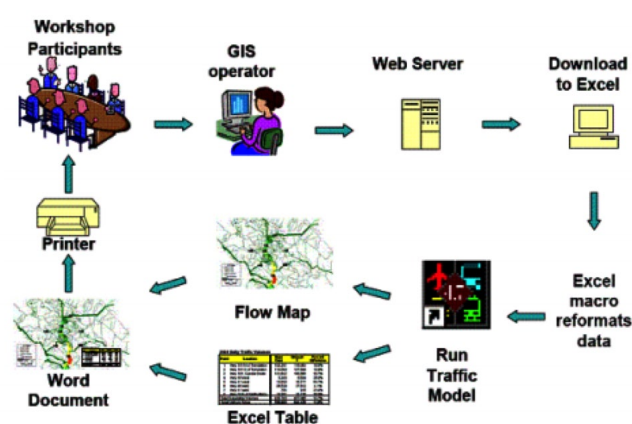 Workshop
Participants
GIS
operator
Web Server
Download
to Excel
Printer
Flow Map
Excel
macro
reformats
data
Run
Traffic
Model
Word
Document
Excel Table